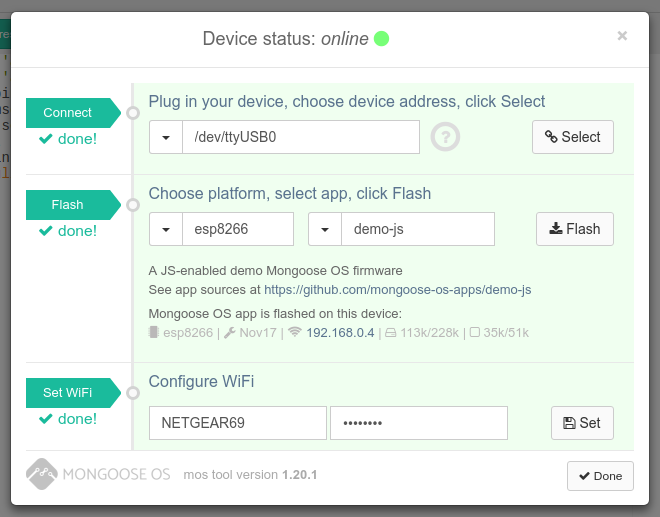 Device status: online
×
Connect
done!
Plug in your device, choose device address, click Select
/dev/ttyUSB0
?
Select
Flash
done!
Choose platform, select app, click Flash
esp8266
demo-js
Flash
A JS-enabled demo Mongoose OS firmware
See app sources at https://github.com/mongoose-os-apps/demo-js
Mongoose OS app is flashed on this device:
esp8266 | Nov17 | 192.168.0.4 | 113k/228k | 35k/51k
Set WiFi
done!
Configure WiFi
NETGEAR69
••••••••
Set
MONGOOSE OS
mos tool version 1.20.1
Done